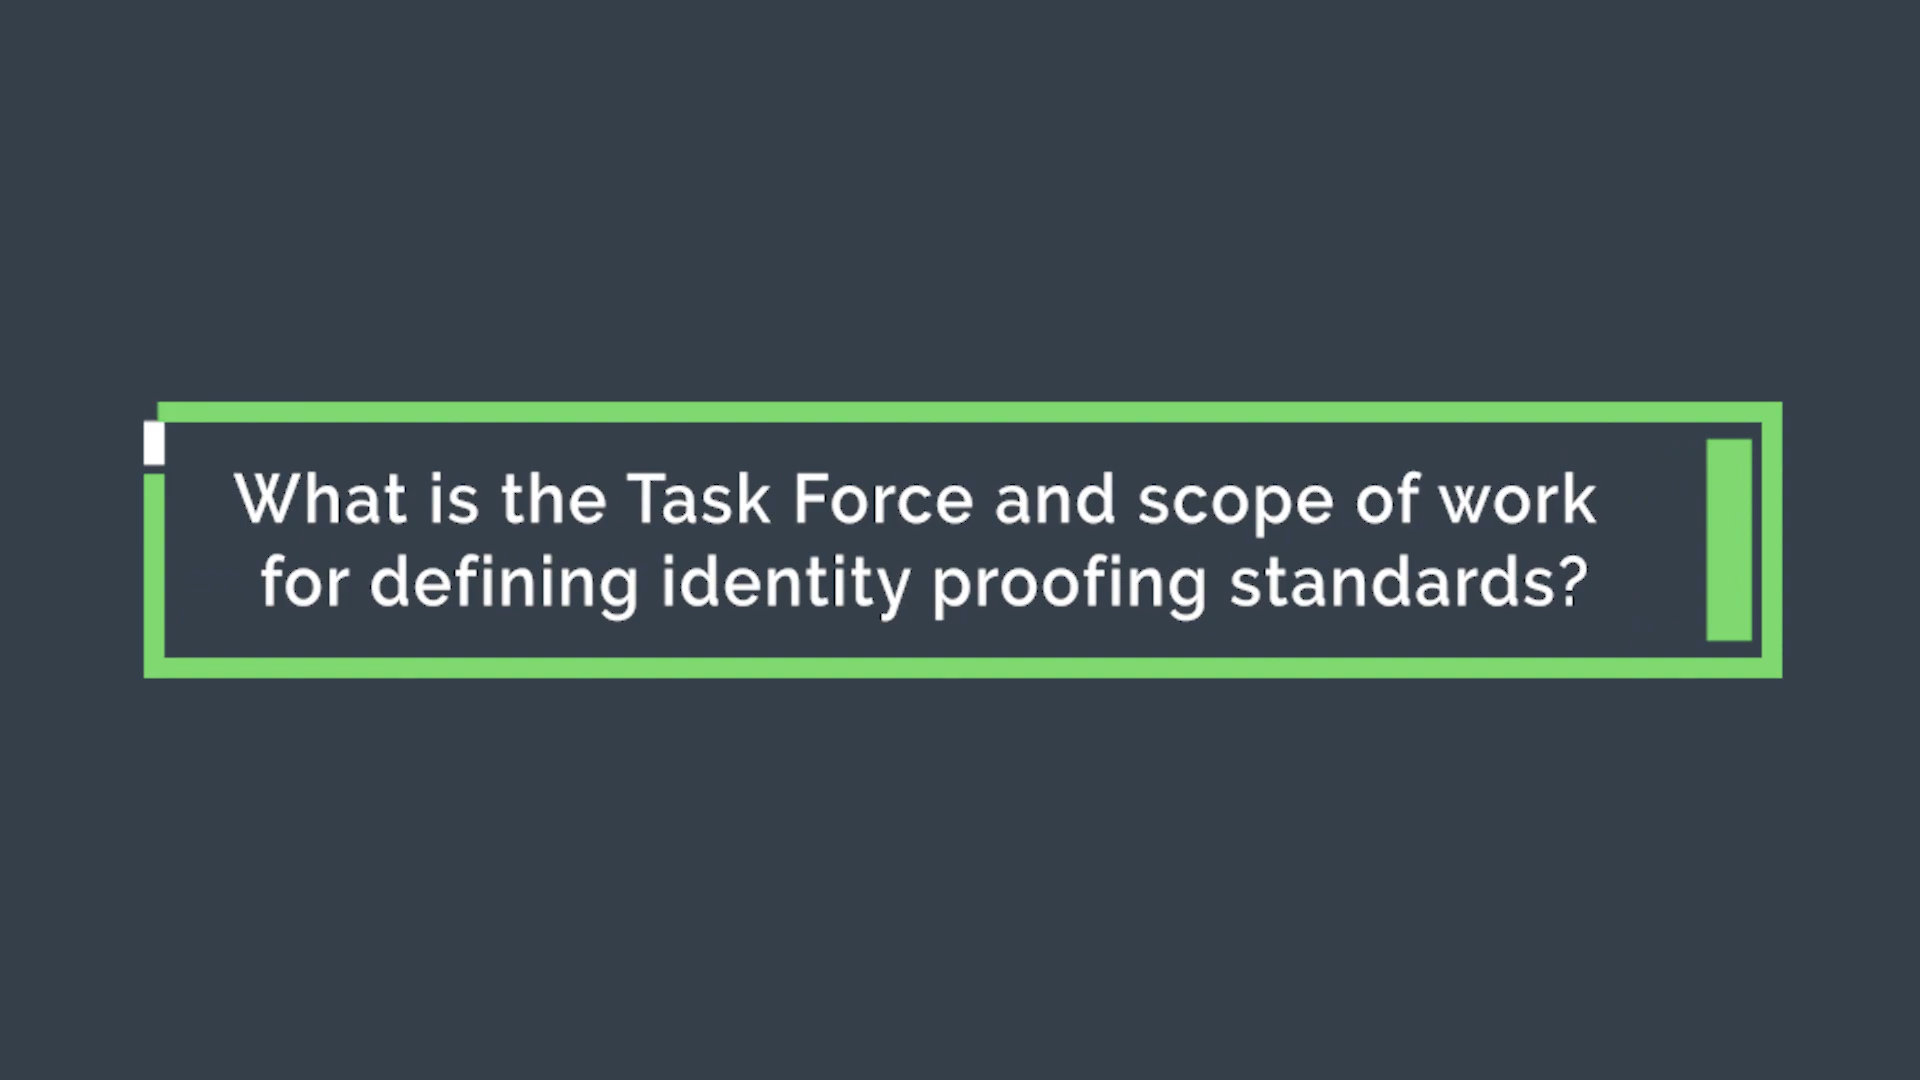 What is the Task Force and scope of work
for defining identity proofing standards?